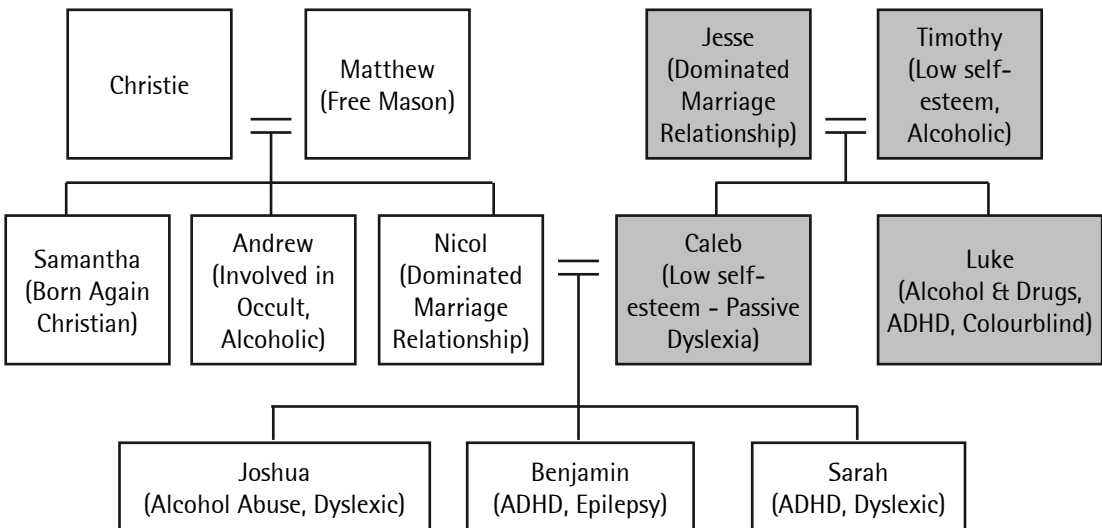 Christie
Matthew
(Free Mason)
Jesse
(Dominated
Marriage
Relationship)
Timothy
(Low self-
esteem,
Alcoholic)
Samantha
(Born Again
Christian)
Andrew
(Involved in
Occult,
Alcoholic)
Nicol
(Dominated
Marriage
Relationship)
Caleb
(Low self-
esteem - Passive
Dyslexia)
Luke
(Alcohol & Drugs,
ADHD, Colourblind)
Joshua
(Alcohol Abuse, Dyslexic)
Benjamin
(ADHD, Epilepsy)
Sarah
(ADHD, Dyslexic)